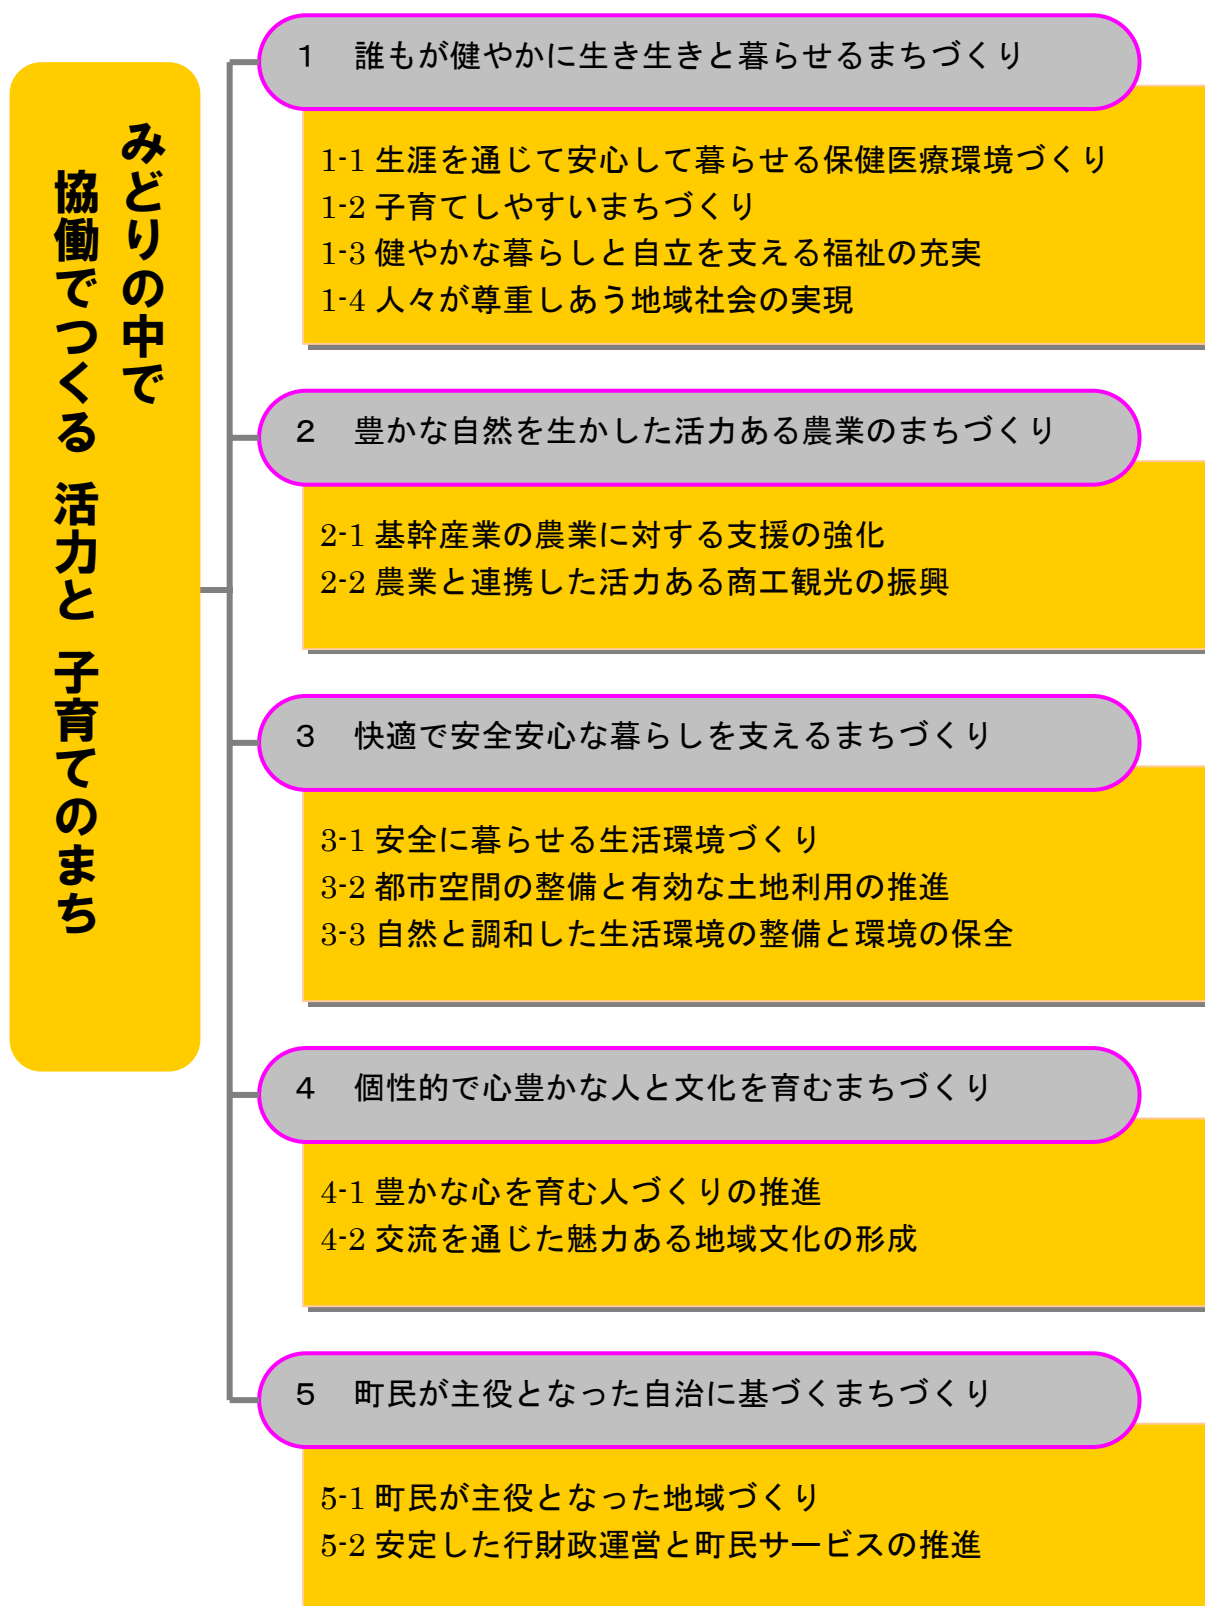 みどりの中で
協働でつくる 活力と 子育てのまち
1 誰もが健やかに生き生きと暮らせるまちづくり
1-1 生涯を通じて安心して暮らせる保健医療環境づくり
1-2 子育てしやすいまちづくり
1-3 健やかな暮らしと自立を支える福祉の充実
1-4 人々が尊重しあう地域社会の実現
2 豊かな自然を生かした活力ある農業のまちづくり
2-1 基幹産業の農業に対する支援の強化
2-2 農業と連携した活力ある商工観光の振興
3 快適で安全安心な暮らしを支えるまちづくり
3-1 安全に暮らせる生活環境づくり
3-2 都市空間の整備と有効な土地利用の推進
3-3 自然と調和した生活環境の整備と環境の保全
4 個性的で心豊かな人と文化を育むまちづくり
4-1 豊かな心を育む人づくりの推進
4-2 交流を通じた魅力ある地域文化の形成
5 町民が主役となった自治に基づくまちづくり
5-1 町民が主役となった地域づくり
5-2 安定した行財政運営と町民サービスの推進